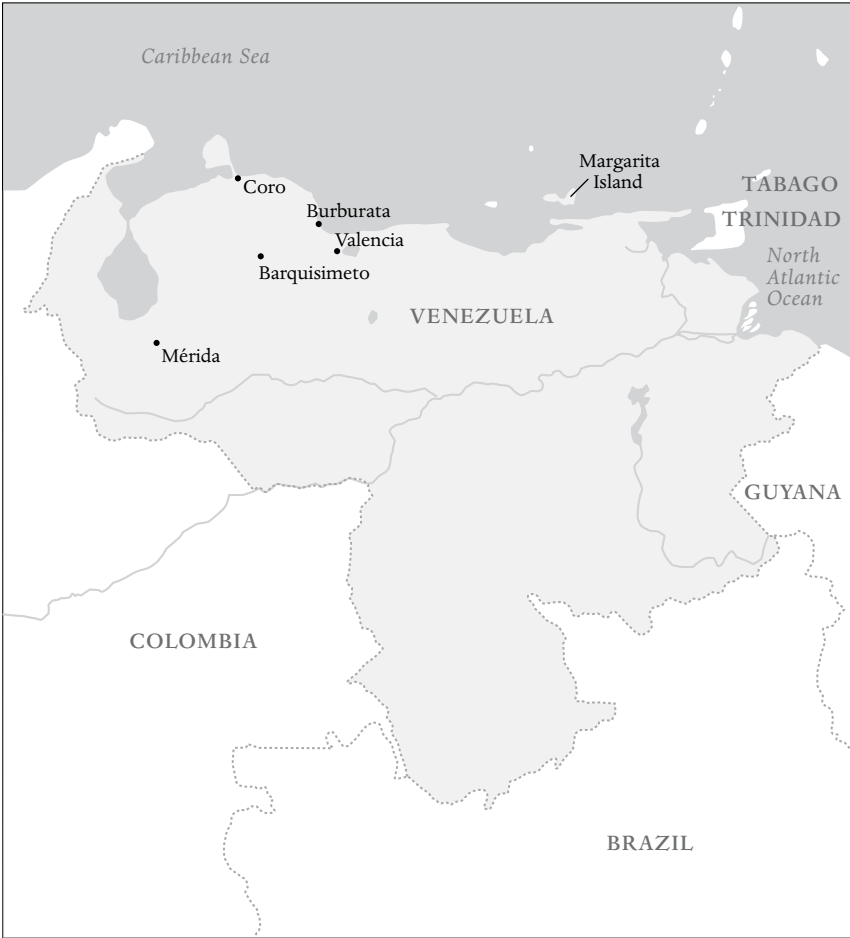 Caribbean Sea
Margarita
Island
TABAGO
TRINIDAD
Coro
Burburata
Valencia
Barquisimeto
North
Atlantic
Ocean
VENEZUELA
Mérida
GUYANA
COLOMBIA
BRAZIL